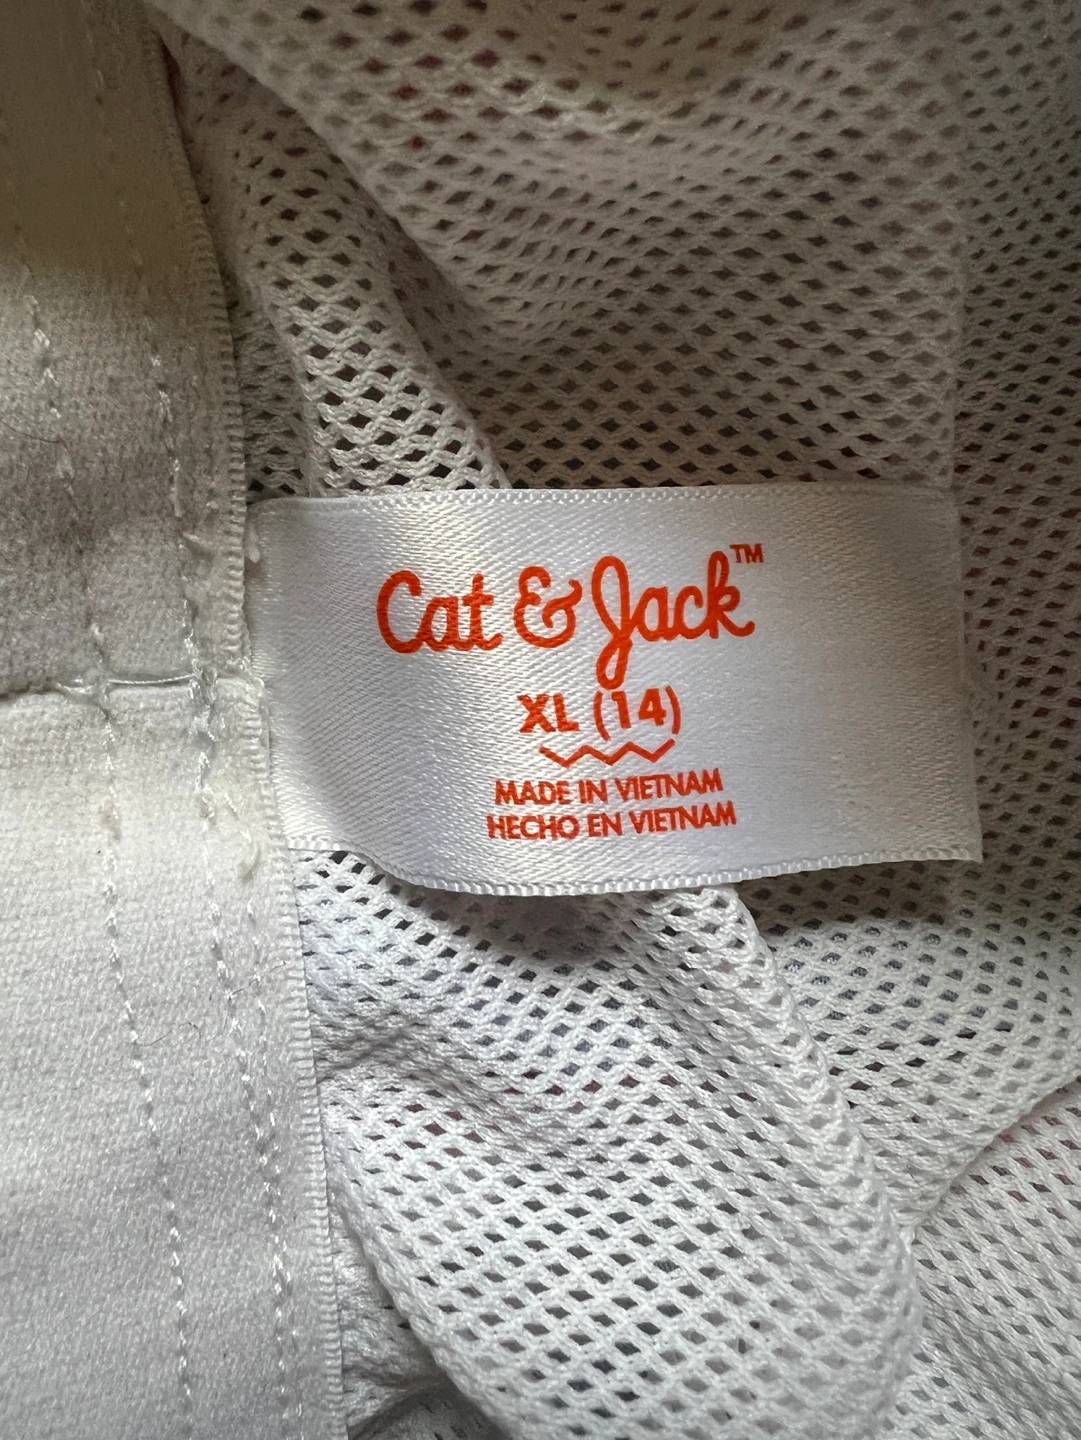 Cat & Jack™
XL (14)
MADE IN VIETNAM
HECHO EN VIETNAM